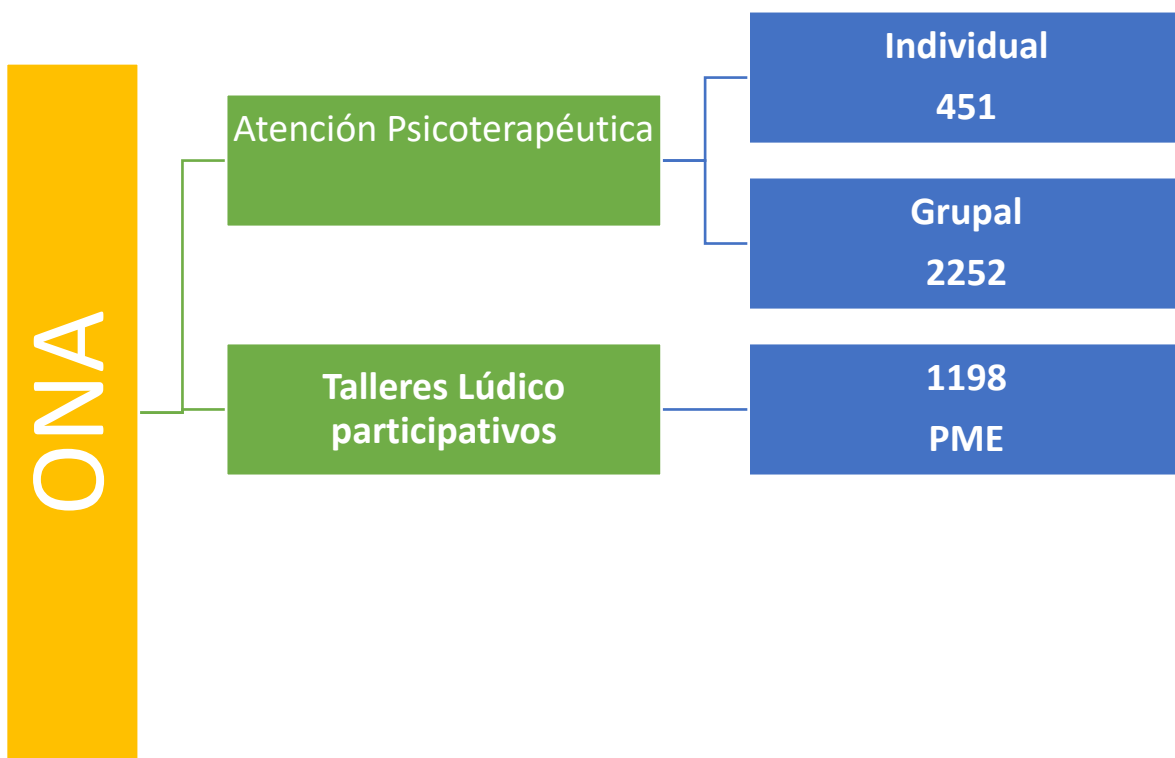 ONA
Atención Psicoterapéutica
Individual
451
Grupal
2252
Talleres Lúdico
participativos
1198
PME